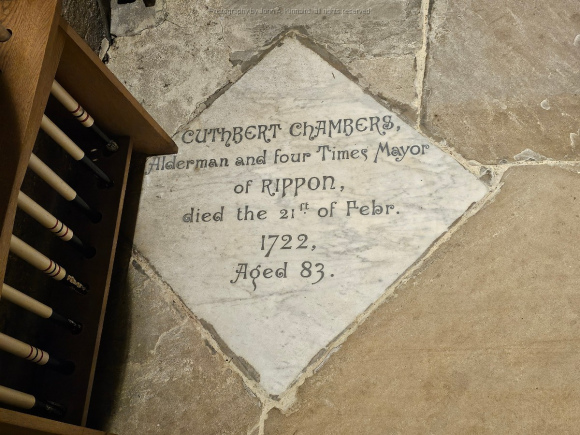 CUTHBERT CHAMBERS,
Alderman and four Times Mayor
of RIPPON,
died the 21st of Febr.
1722,
Aged 83.